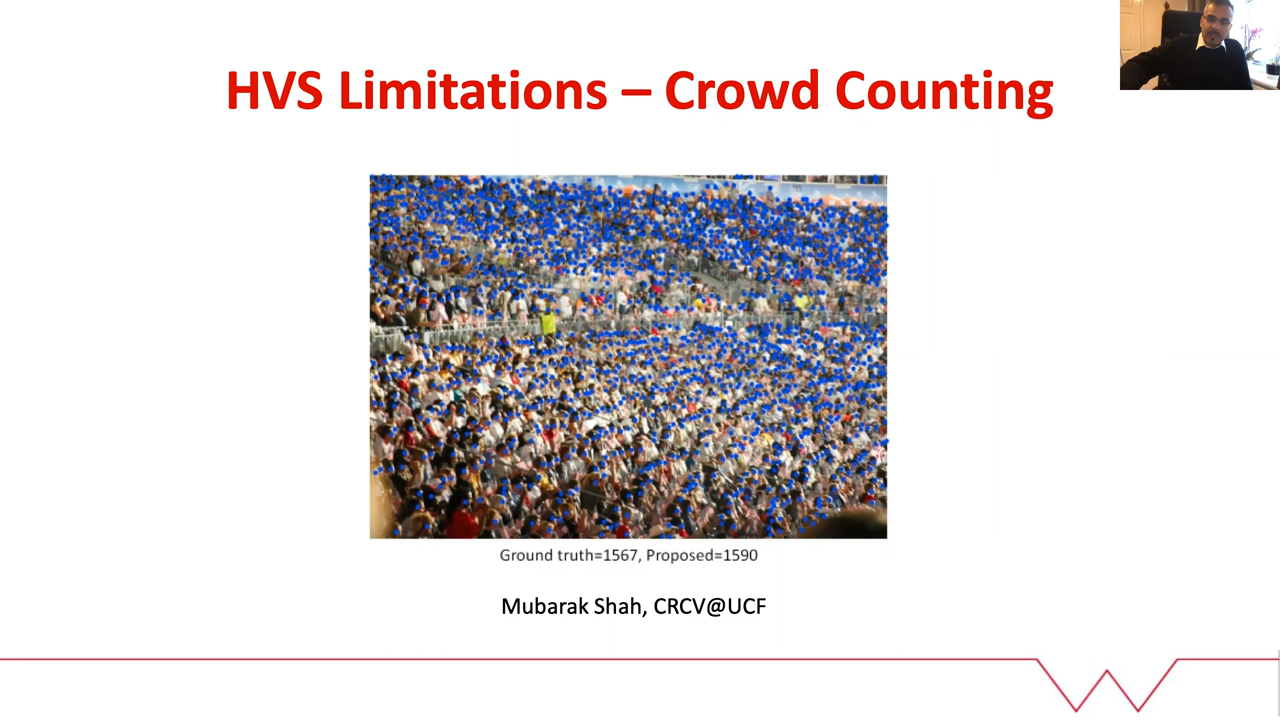 HVS Limitations – Crowd Counting
Ground truth=1567, Proposed=1590
Mubarak Shah, CRCV@UCF